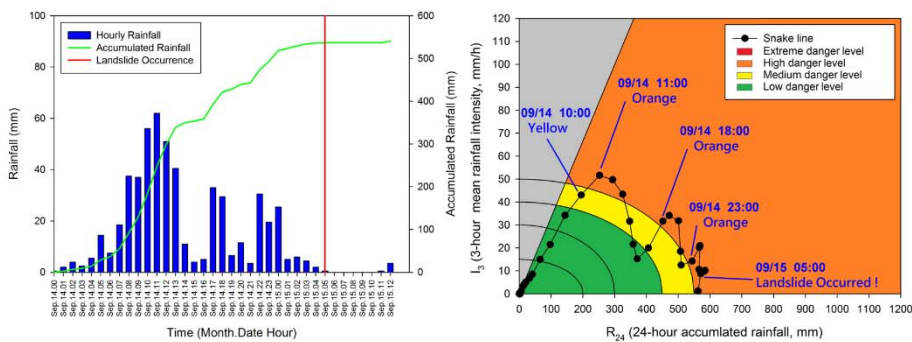 Hourly Rainfall
Accumulated Rainfall
Landslide Occurrence
Rainfall (mm)
100
80
60
40
20
0
Accumulated Rainfall (mm)
600
500
400
300
200
100
0
Sep.14.00
Sep.14.01
Sep.14.02
Sep.14.03
Sep.14.04
Sep.14.05
Sep.14.06
Sep.14.07
Sep.14.08
Sep.14.09
Sep.14.10
Sep.14.11
Sep.14.12
Sep.14.13
Sep.14.14
Sep.14.15
Sep.14.16
Sep.14.17
Sep.14.18
Sep.14.19
Sep.14.20
Sep.14.21
Sep.14.22
Sep.14.23
Sep.15.00
Sep.15.01
Sep.15.02
Sep.15.03
Sep.15.04
Sep.15.05
Sep.15.06
Sep.15.07
Sep.15.08
Sep.15.09
Sep.15.10
Sep.15.11
Sep.15.12
Time (Month.Date Hour)
I3 (3-hour mean rainfall intensity, mm/h)
120
110
100
90
80
70
60
50
40
30
20
10
0
Snake line
Extreme danger level
High danger level
Medium danger level
Low danger level
09/14 11:00
Orange
09/14 10:00
Yellow
09/14 18:00
Orange
09/14 23:00
Orange
09/15 05:00
Landslide Occurred !
0 100 200 300 400 500 600 700 800 900 1000 1100 1200
R24 (24-hour accumlated rainfall, mm)